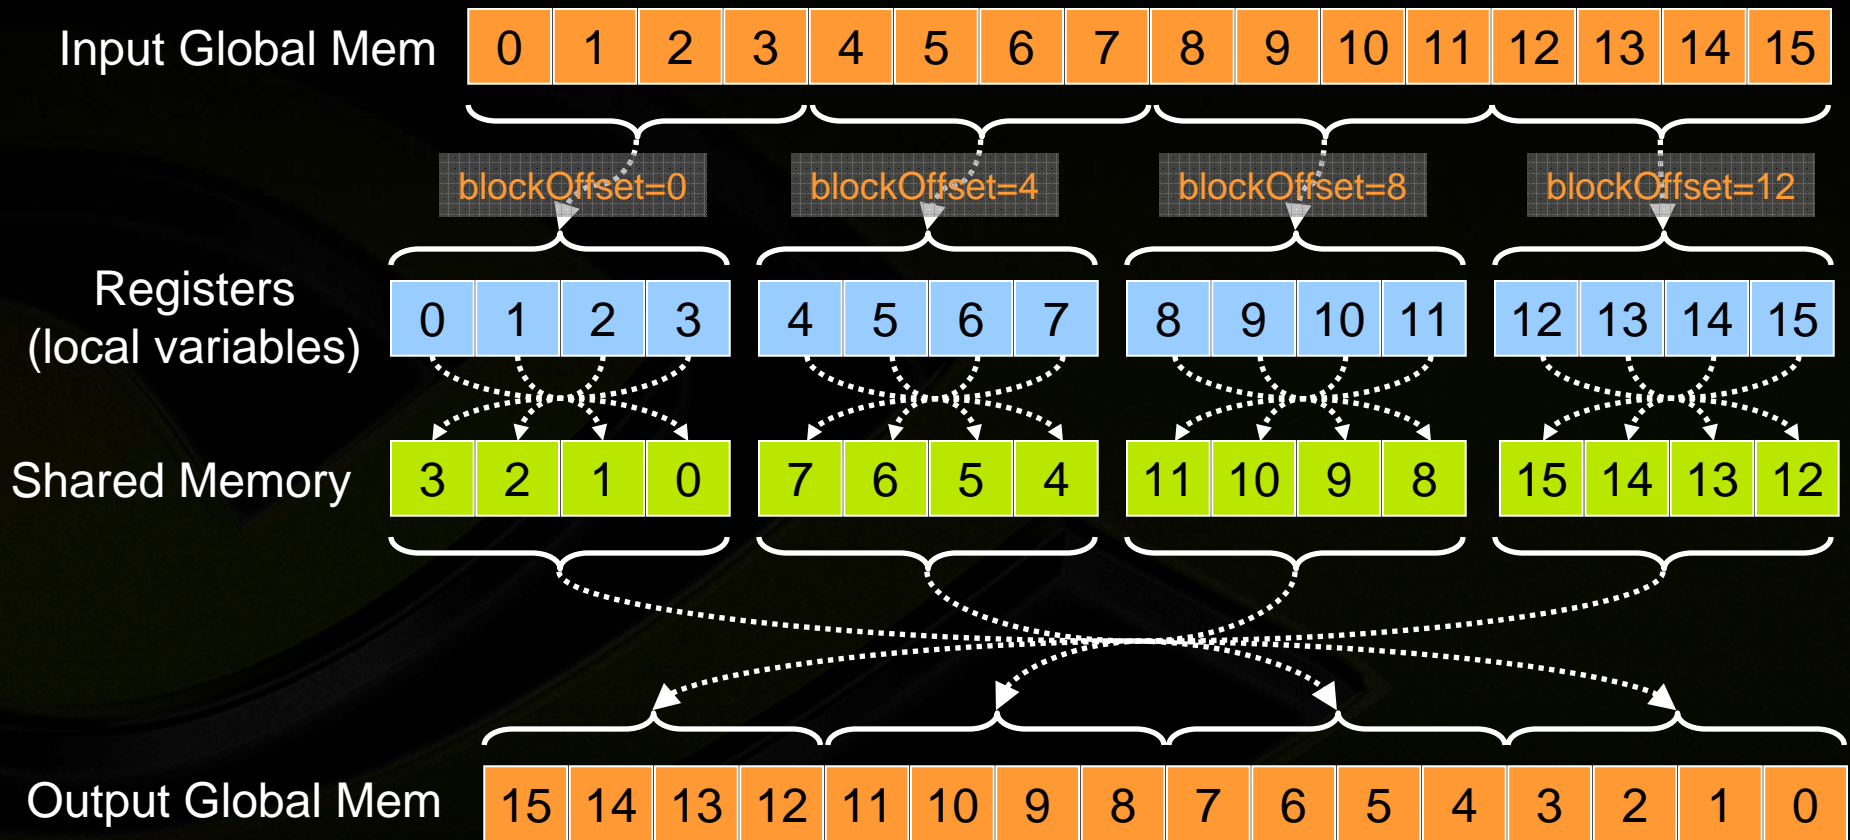 Input Global Mem 0 1 2 3 4 5 6 7 8 9 10 11 12 13 14 15
blockOffset=0 blockOffset=4 blockOffset=8 blockOffset=12
Registers
(local variables)
0 1 2 3 4 5 6 7 8 9 10 11 12 13 14 15
Shared Memory 3 2 1 0 7 6 5 4 11 10 9 8 15 14 13 12
Output Global Mem 15 14 13 12 11 10 9 8 7 6 5 4 3 2 1 0